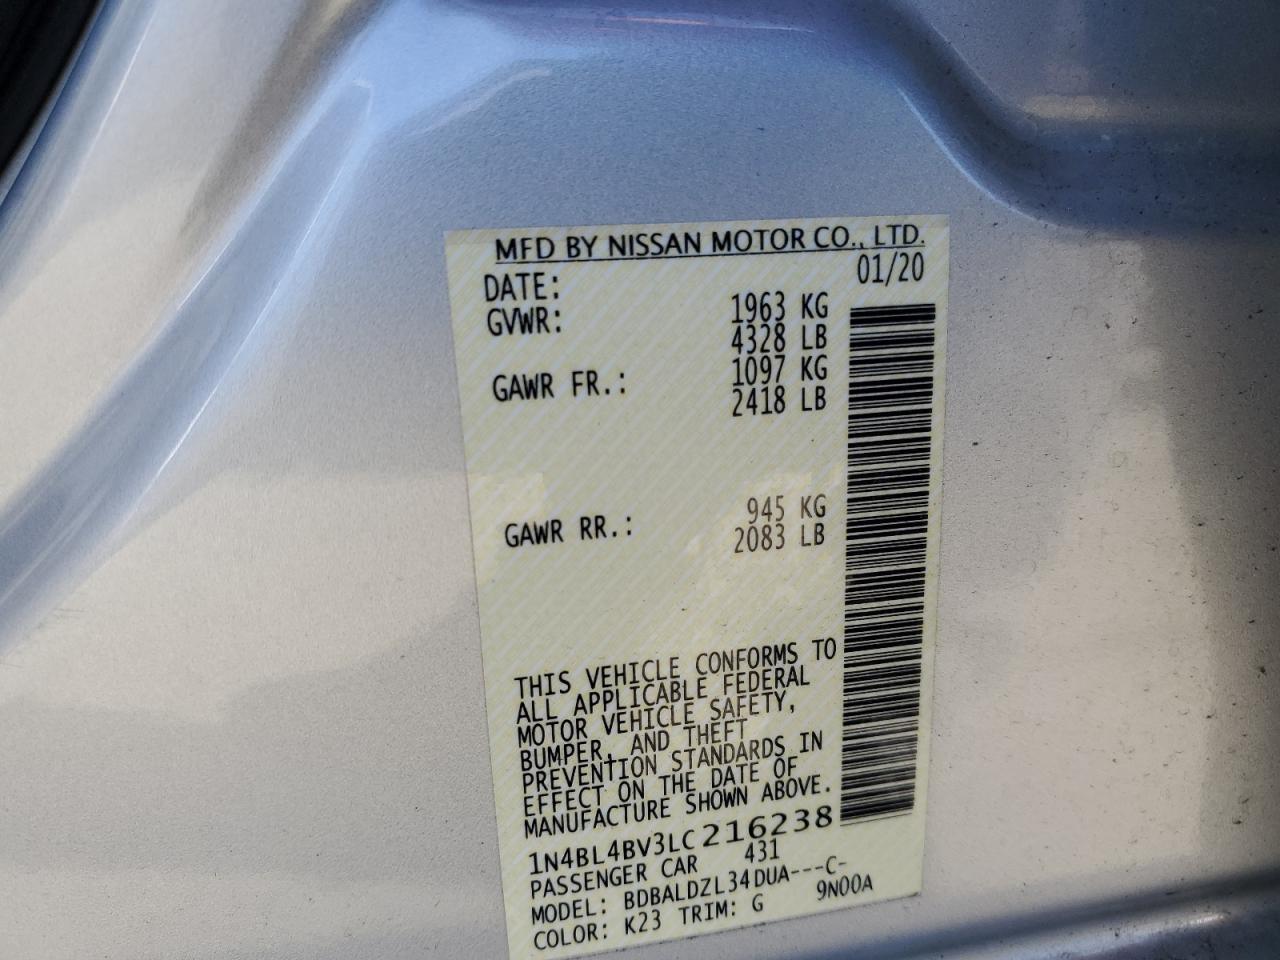 MFD BY NISSAN MOTOR CO., LTD.
DATE: 01/20
GVWR: 1963 KG
4328 LB
GAWR FR.: 1097 KG
2418 LB
GAWR RR.: 945 KG
2083 LB
THIS VEHICLE CONFORMS TO
ALL APPLICABLE FEDERAL
MOTOR VEHICLE SAFETY,
BUMPER, AND THEFT
PREVENTION STANDARDS IN
EFFECT ON THE DATE OF
MANUFACTURE SHOWN ABOVE.
1N4BL4BV3LC216238
PASSENGER CAR 431
MODEL: BDBALDZL34DUA---C-
COLOR: K23 TRIM: G 9N00A